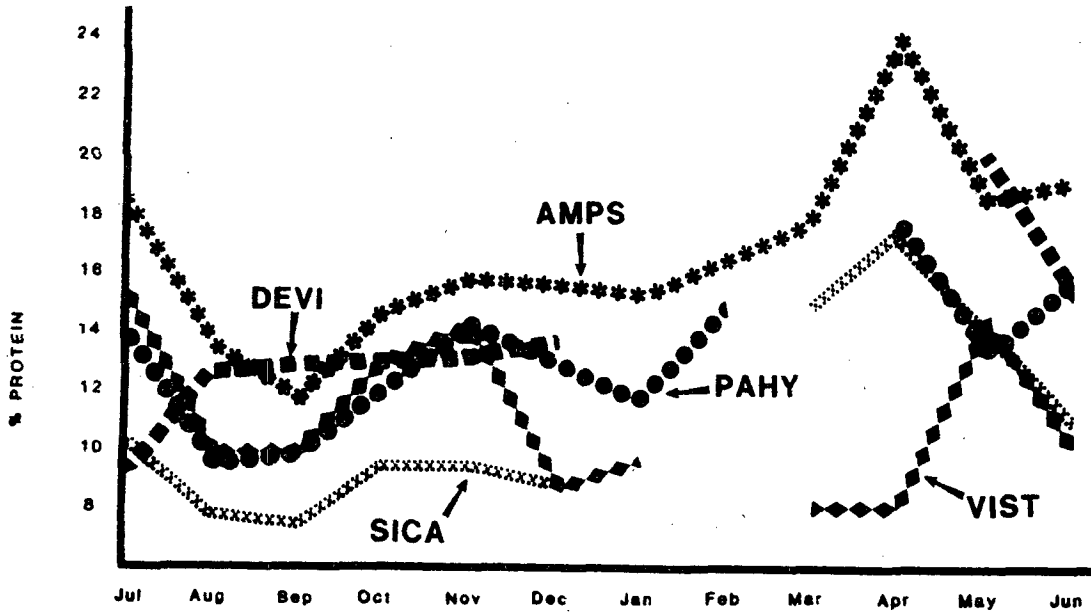 24
22
20
18
16
14
12
10
8
% PROTEIN
AMPS
DEVI
PAHY
SICA
VIST
Jul Aug Sep Oct Nov Dec Jan Feb Mar Apr May Jun